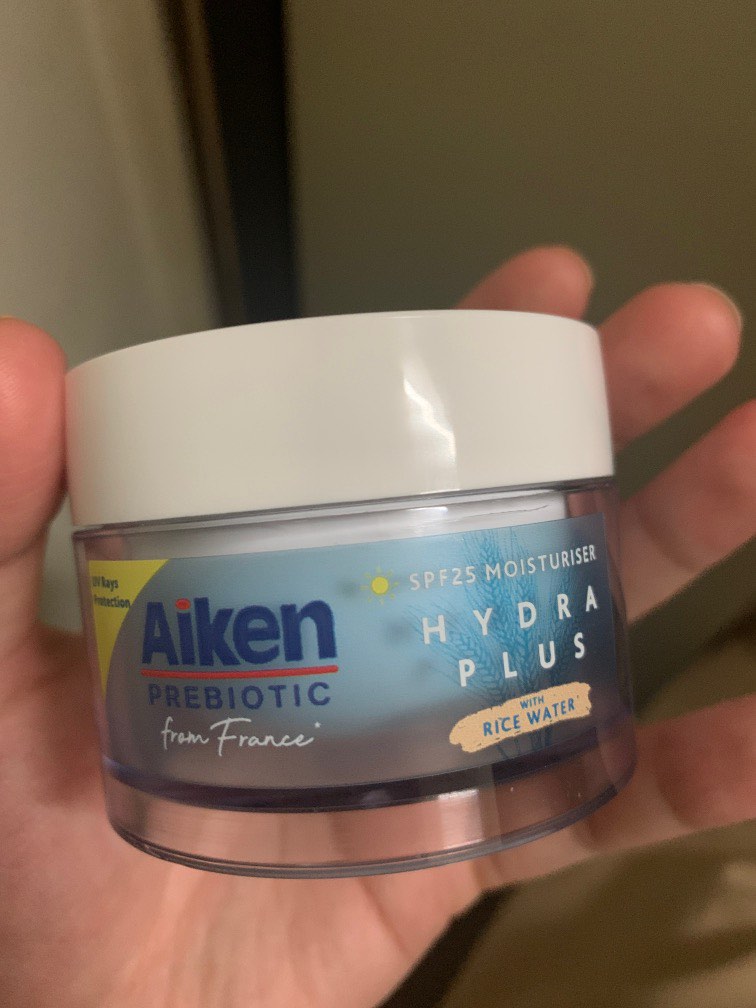 UV Rays
Protection
Aiken
PREBIOTIC
from France*
SPF25 MOISTURISER
HYDRA
PLUS
WITH
RICE WATER